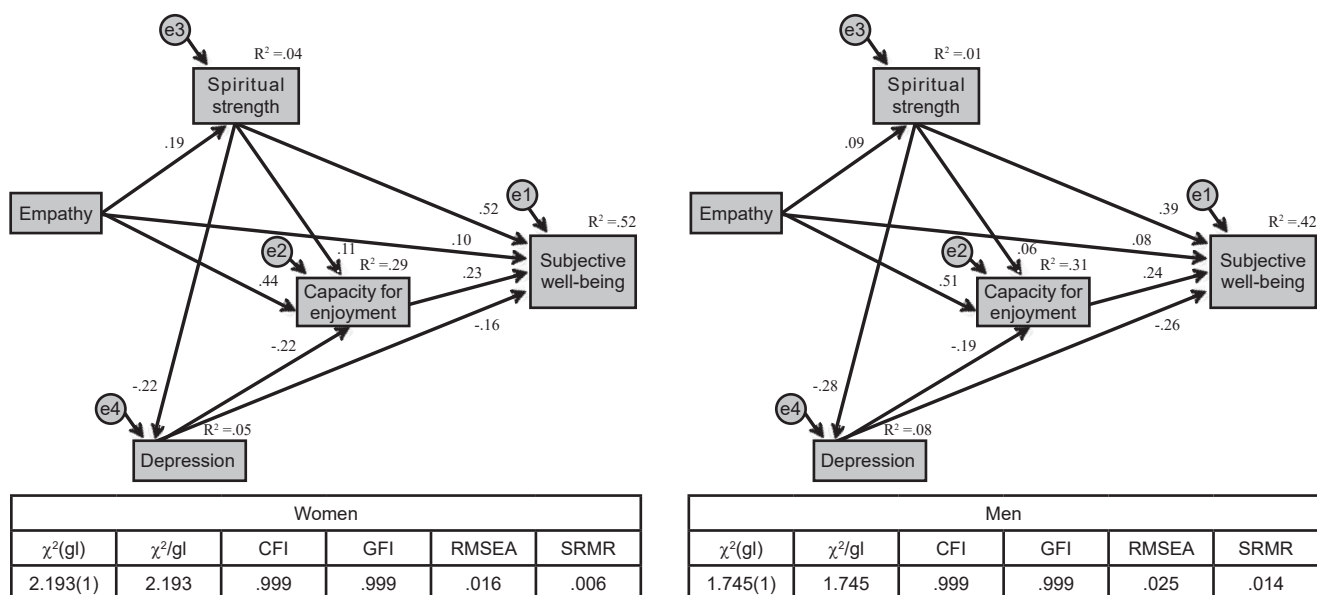 e3
R² =.04
Spiritual
strength
.19
Empathy
e1
R² =.52
.52
.10
Subjective
well-being
e2
.11
R² =.29
.44
Capacity for
enjoyment
.23
-.22
-.16
-.22
e4
R² =.05
Depression
Women
χ²(gl) χ²/gl CFI GFI RMSEA SRMR
2.193(1) 2.193 .999 .999 .016 .006
e3
R² =.01
Spiritual
strength
.09
Empathy
e1
R² =.42
.39
.08
Subjective
well-being
e2
.06
R² =.31
.51
Capacity for
enjoyment
.24
-.19
-.26
-.28
e4
R² =.08
Depression
Men
χ²(gl) χ²/gl CFI GFI RMSEA SRMR
1.745(1) 1.745 .999 .999 .025 .014